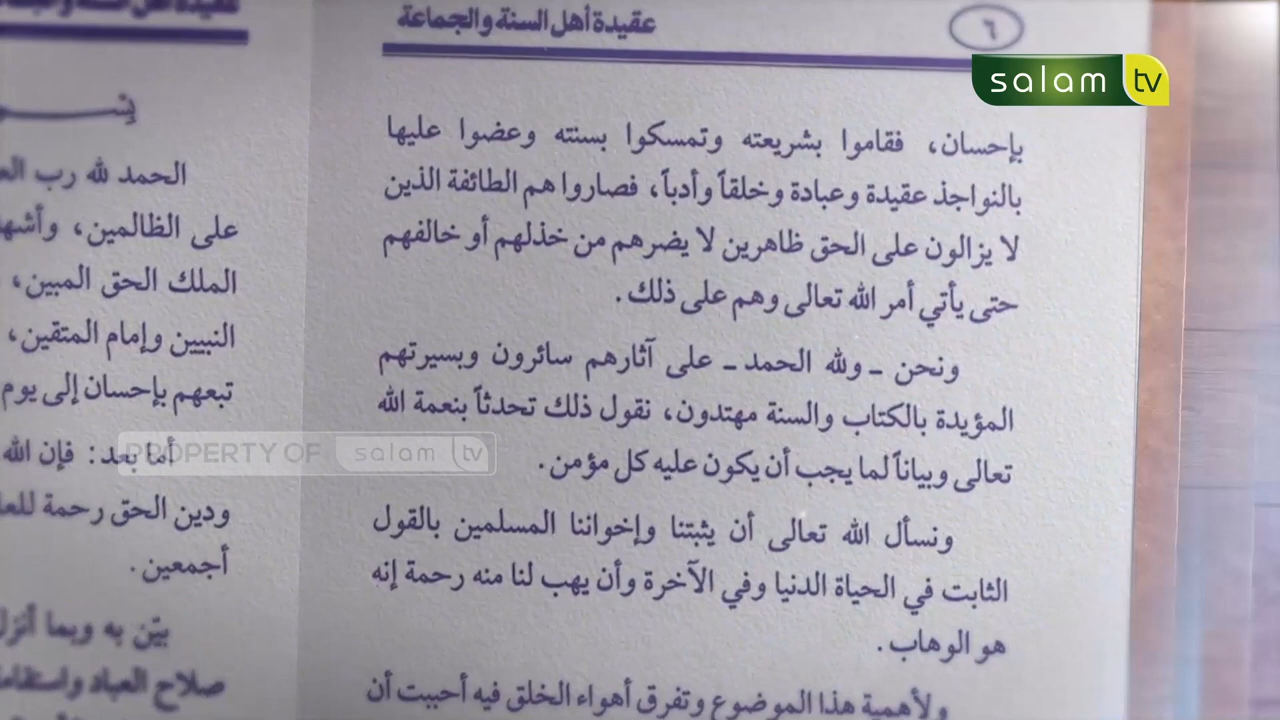 عقيدة أهل السنة والجماعة
٦
salam tv
بإحسان، فقاموا بشريعته وتمسكوا بسنته وعضوا عليها
بالنواجذ عقيدة وعبادة وخلقاً وأدباً، فصاروا هم الطائفة الذين
لا يزالون على الحق ظاهرين لا يضرهم من خذلهم أو خالفهم
حتى يأتي أمر الله تعالى وهم على ذلك.
ونحن ـ ولله الحمد ـ على آثارهم سائرون وبسيرتهم
المؤيدة بالكتاب والسنة مهتدون، نقول ذلك تحدثاً بنعمة الله
تعالى وبياناً لما يجب أن يكون عليه كل مؤمن.
ونسأل الله تعالى أن يثبتنا وإخواننا المسلمين بالقول
الثابت في الحياة الدنيا وفي الآخرة وأن يهب لنا منه رحمة إنه
هو الوهاب.
ولأهمية هذا الموضوع وتفرق أهواء الخلق فيه أحببت أن
الحمد لله رب
على الظالمين،
الملك الحق المبين،
النبيين وإمام المتقين،
تبعهم بإحسان إلى يوم
أما بعد: فإن الله
ودين الحق رحمة
أجمعين.
بيّن به وبما
صلاح العباد
PROPERTY OF salam tv